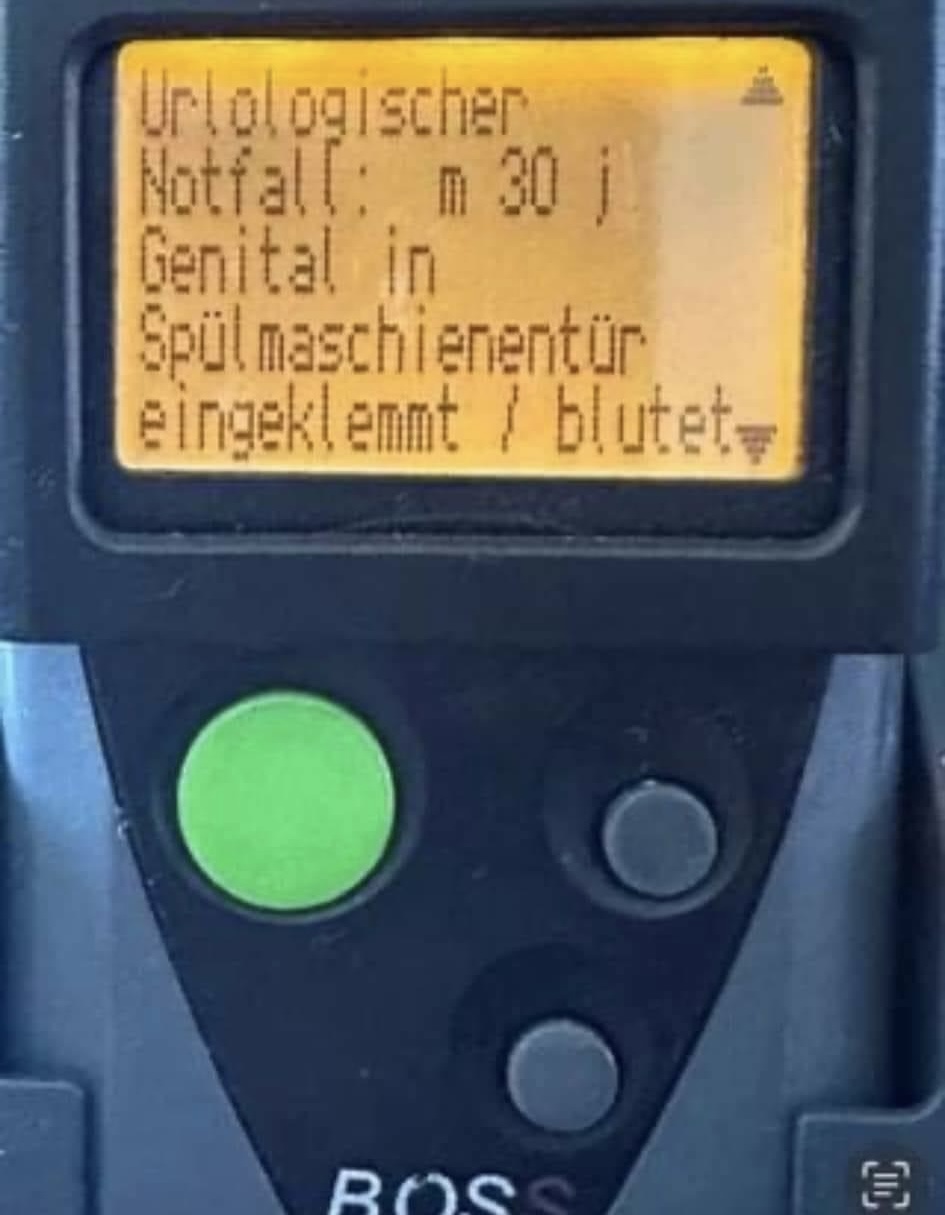 Urlologischer
Notfall: m 30 j
Genital in
Spülmaschienentür
eingeklemmt / blutet
BOSS